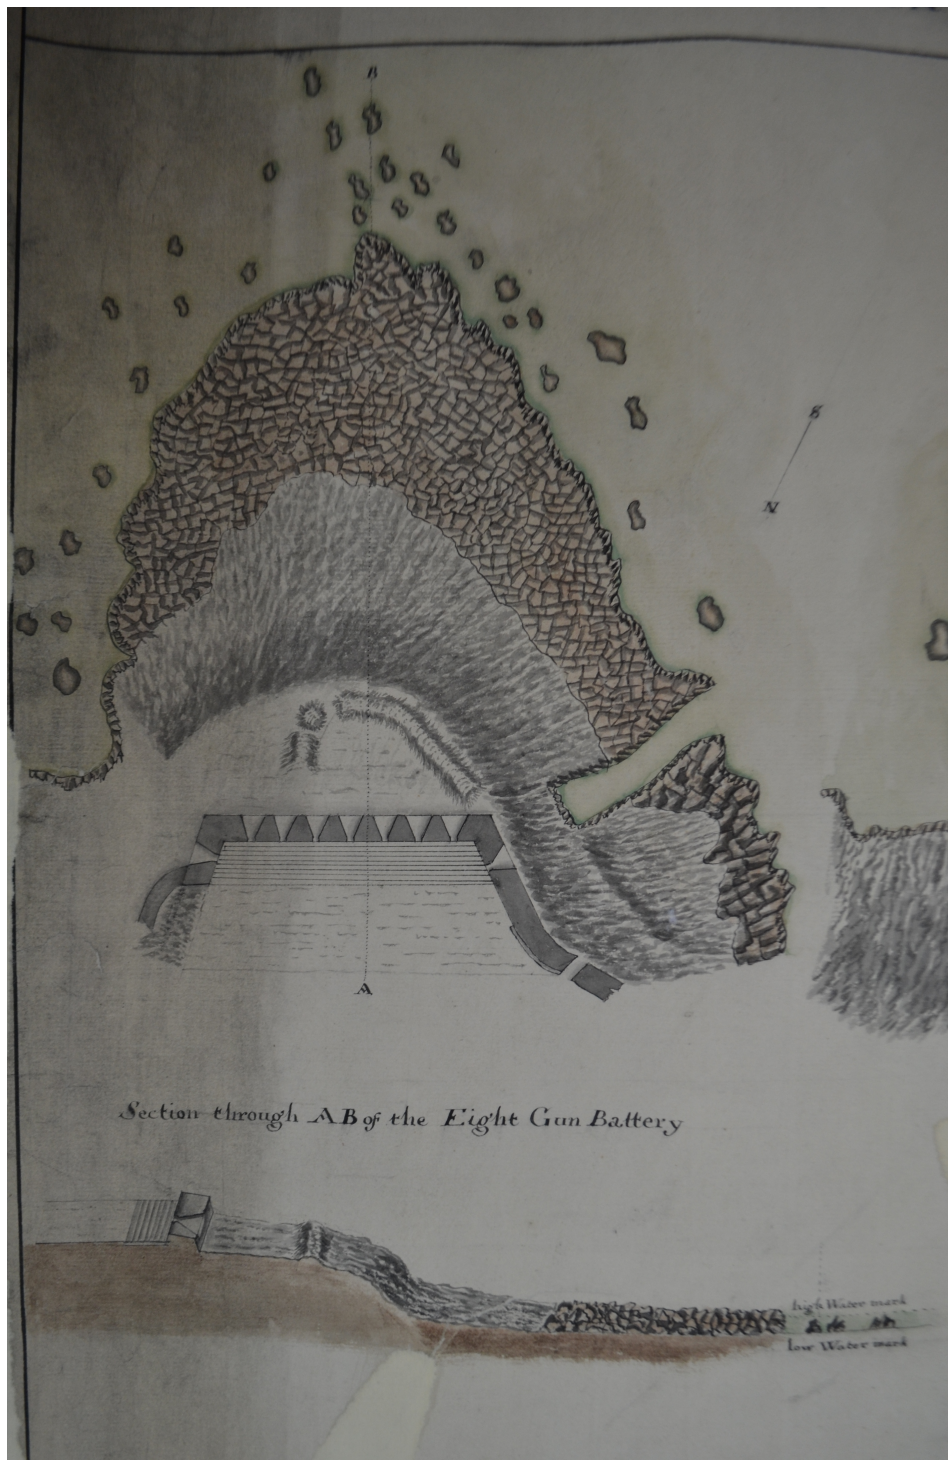 B
S
N
A
Section through AB of the Eight Gun Battery
high Water mark
low Water mark